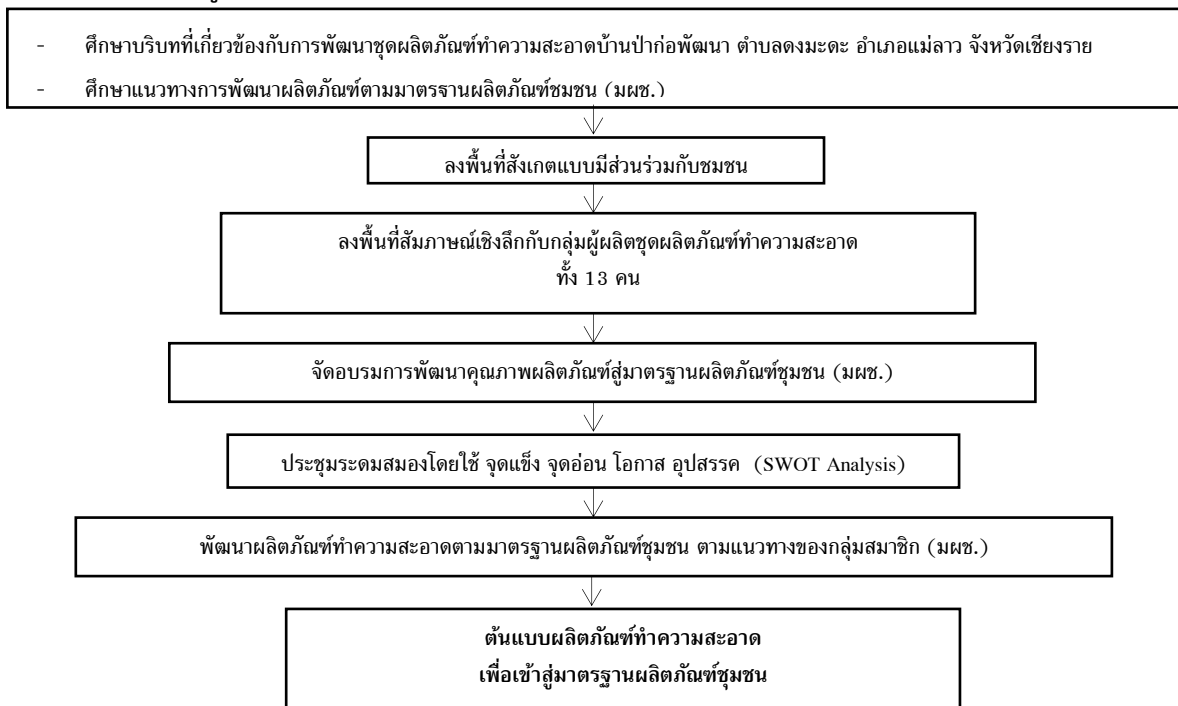 - ศึกษาบริบทที่เกี่ยวข้องกับการพัฒนาชุดผลิตภัณฑ์ทำความสะอาดบ้านป่าก่อพัฒนา ตำบลดงมะดะ อำเภอแม่ลาว จังหวัดเชียงราย
- ศึกษาแนวทางการพัฒนาผลิตภัณฑ์ตามมาตรฐานผลิตภัณฑ์ชุมชน (มผช.)
ลงพื้นที่สังเกตแบบมีส่วนร่วมกับชุมชน
ลงพื้นที่สัมภาษณ์เชิงลึกกับกลุ่มผู้ผลิตชุดผลิตภัณฑ์ทำความสะอาด
ทั้ง 13 คน
จัดอบรมการพัฒนาคุณภาพผลิตภัณฑ์สู่มาตรฐานผลิตภัณฑ์ชุมชน (มผช.)
ประชุมระดมสมองโดยใช้ จุดแข็ง จุดอ่อน โอกาส อุปสรรค (SWOT Analysis)
พัฒนาผลิตภัณฑ์ทำความสะอาดตามมาตรฐานผลิตภัณฑ์ชุมชน ตามแนวทางของกลุ่มสมาชิก (มผช.)
ต้นแบบผลิตภัณฑ์ทำความสะอาด
เพื่อเข้าสู่มาตรฐานผลิตภัณฑ์ชุมชน